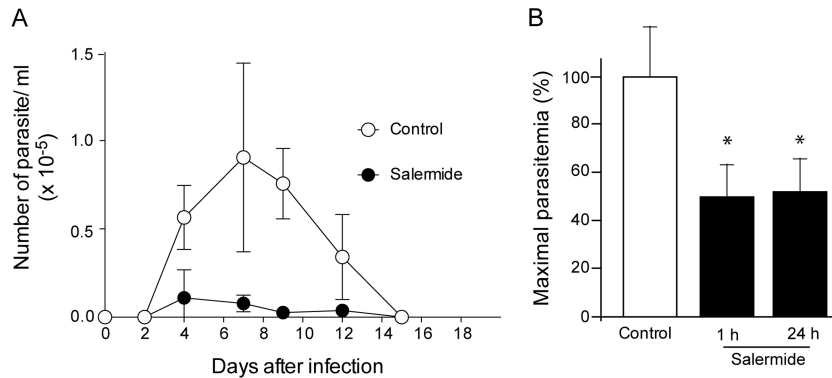 A
Number of parasite/ ml
(x 10-5)
1.5
1.0
0.5
0.0
0 2 4 6 8 10 12 14 16 18
Days after infection
Control
Salermide
B
Maximal parasitemia (%)
100
80
60
40
20
0
* *
Control 1 h 24 h
Salermide